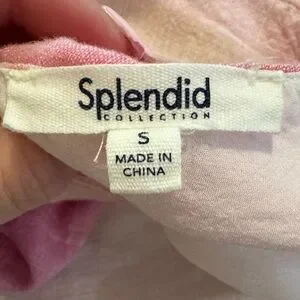 Splendid
COLLECTION
S
MADE IN
CHINA